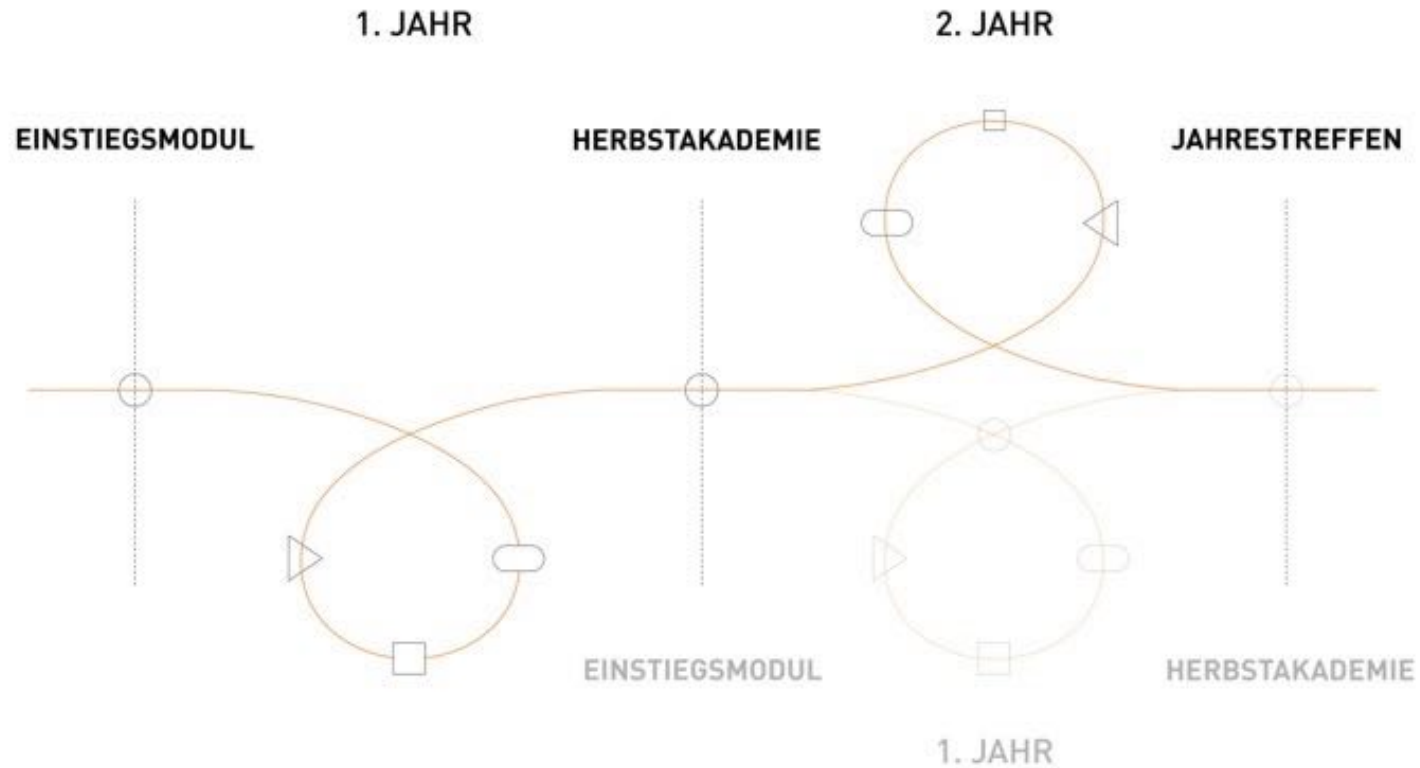 1. JAHR
2. JAHR
EINSTIEGSMODUL
HERBSTAKADEMIE
JAHRESTREFFEN
EINSTIEGSMODUL
HERBSTAKADEMIE
1. JAHR